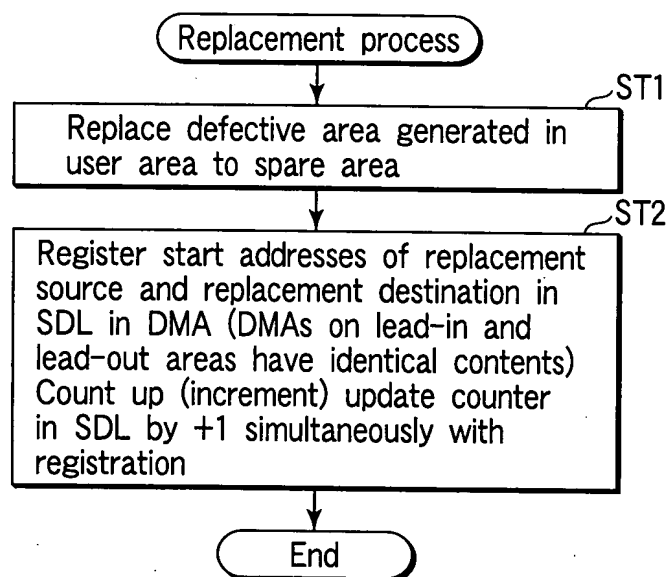 Replacement process
ST1
Replace defective area generated in
user area to spare area
ST2
Register start addresses of replacement
source and replacement destination in
SDL in DMA (DMAs on lead-in and
lead-out areas have identical contents)
Count up (increment) update counter
in SDL by +1 simultaneously with
registration
End